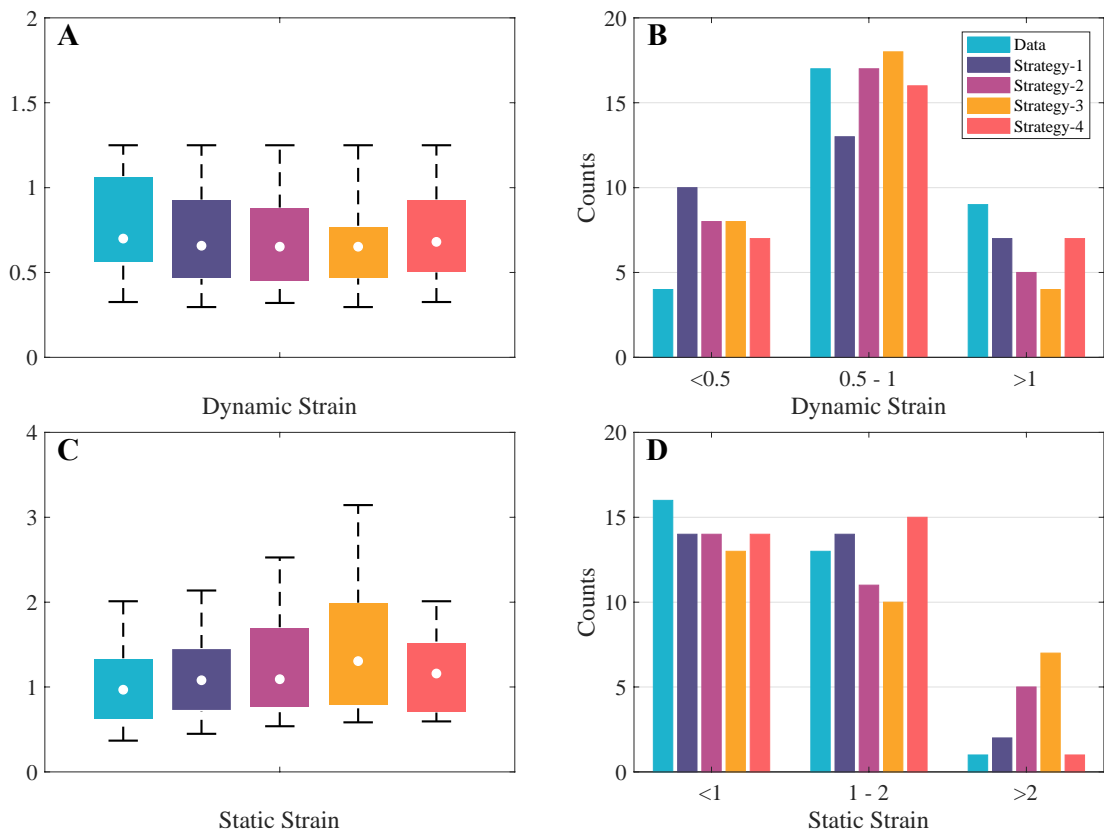 A
2
1.5
1
0.5
0
Dynamic Strain
B
20
15
10
5
0
Counts
Data
Strategy-1
Strategy-2
Strategy-3
Strategy-4
<0.5
0.5 - 1
>1
Dynamic Strain
C
4
3
2
1
0
Static Strain
D
20
15
10
5
0
Counts
<1
1 - 2
>2
Static Strain